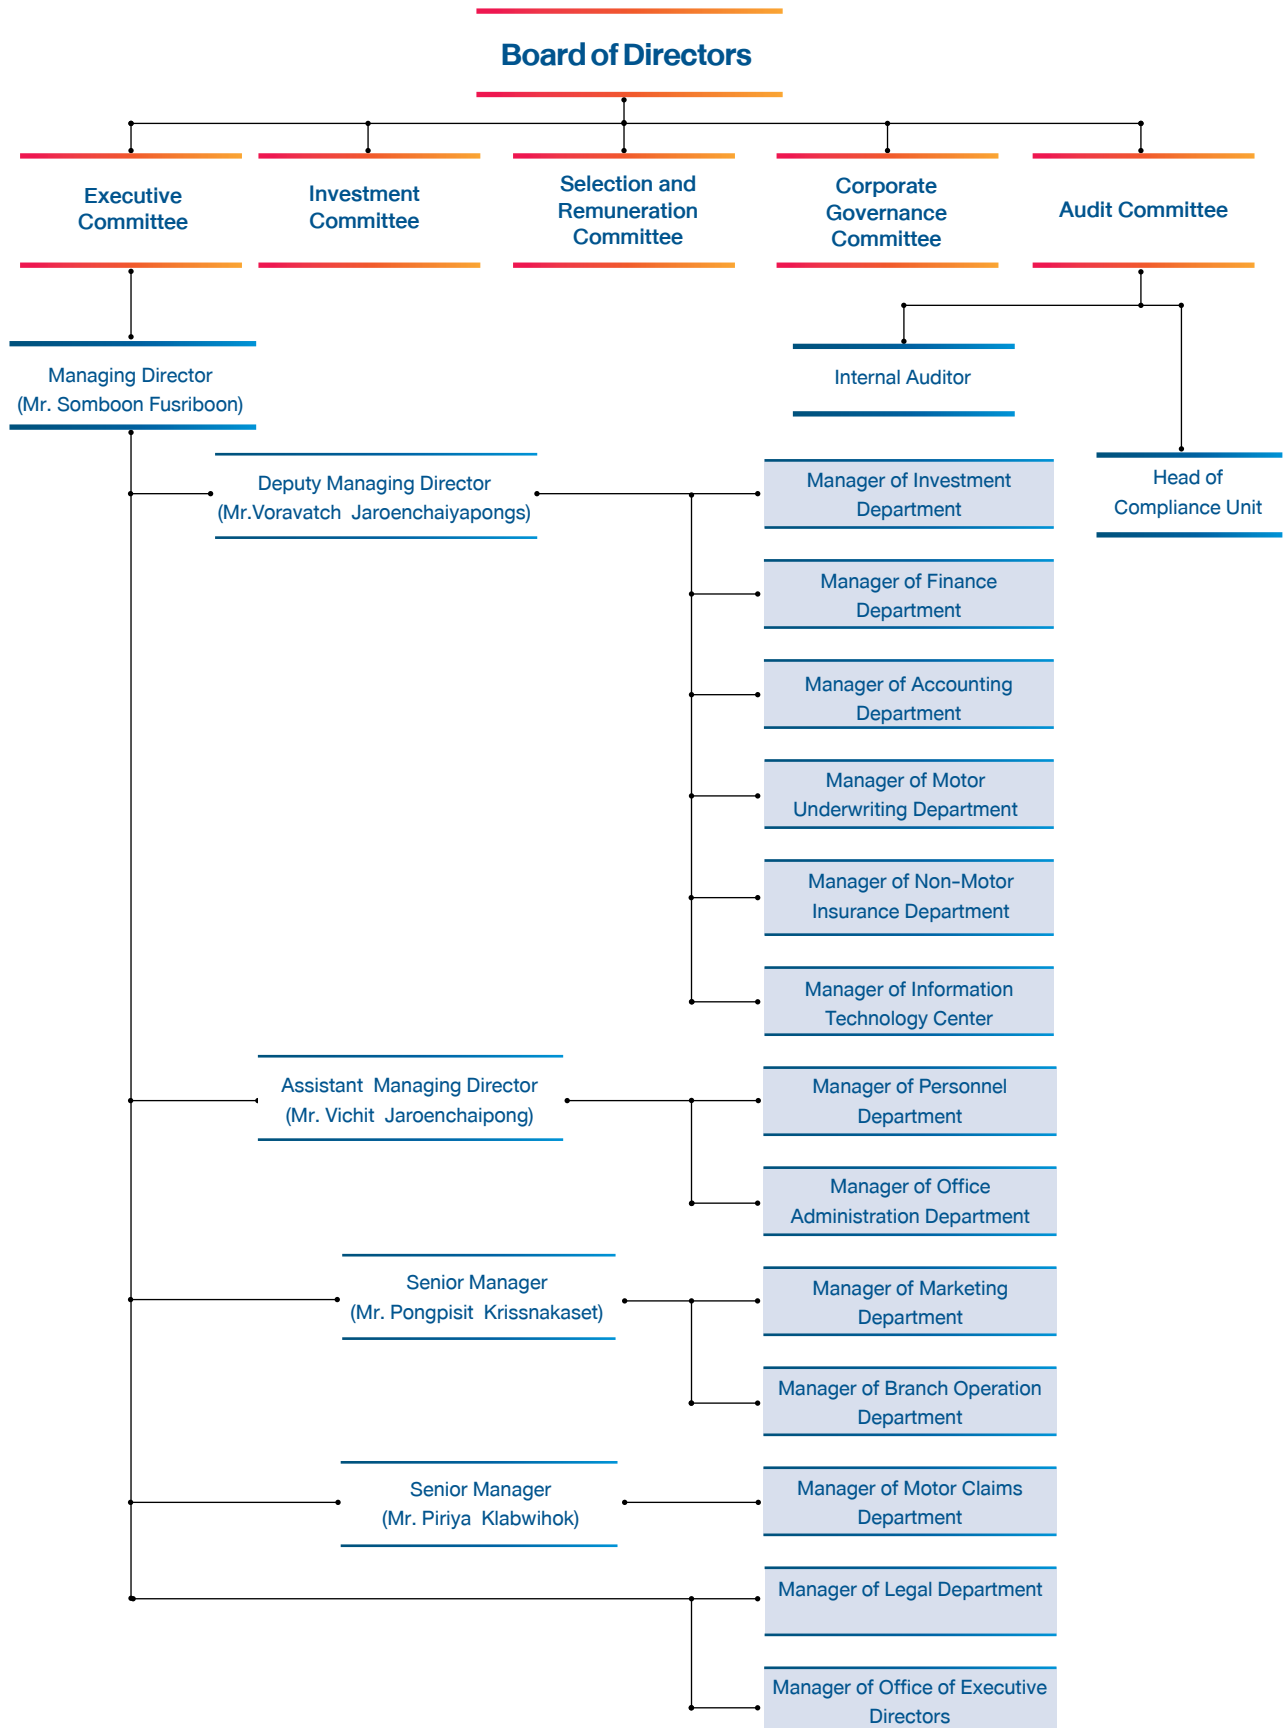 Board of Directors
Executive
Committee
Investment
Committee
Selection and
Remuneration
Committee
Corporate
Governance
Committee
Audit Committee
Managing Director
(Mr. Somboon Fusriboon)
Internal Auditor
Head of
Compliance Unit
Deputy Managing Director
(Mr.Voravatch Jaroenchaiyapongs)
Manager of Investment
Department
Manager of Finance
Department
Manager of Accounting
Department
Manager of Motor
Underwriting Department
Manager of Non-Motor
Insurance Department
Manager of Information
Technology Center
Assistant Managing Director
(Mr. Vichit Jaroenchaipong)
Manager of Personnel
Department
Manager of Office
Administration Department
Senior Manager
(Mr. Pongpisit Krissnakaset)
Manager of Marketing
Department
Manager of Branch Operation
Department
Senior Manager
(Mr. Piriya Klabwihok)
Manager of Motor Claims
Department
Manager of Legal Department
Manager of Office of Executive
Directors